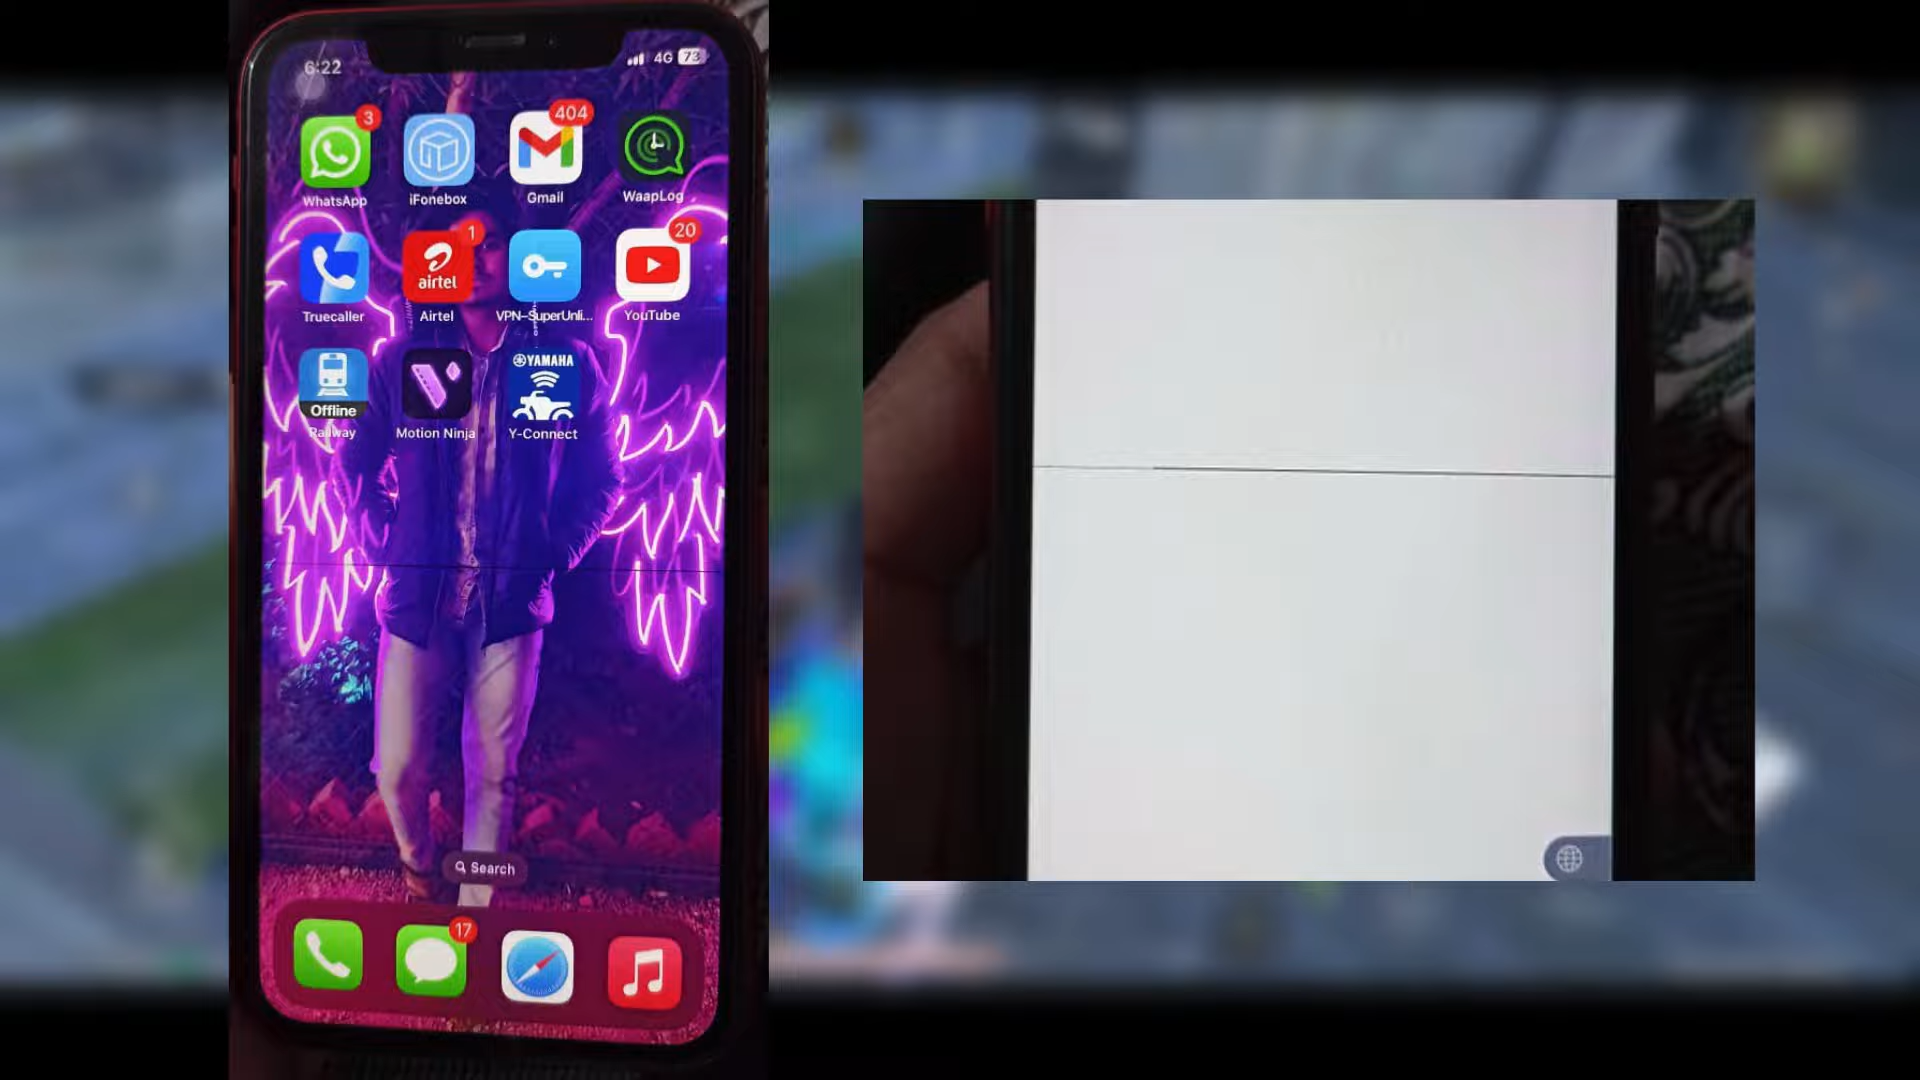 6:22
4G 73
3
404
WhatsApp
iFonebox
Gmail
WaapLog
1
20
airtel
Truecaller
Airtel
VPN-SuperUnli...
YouTube
YAMAHA
Offline
Railway
Motion Ninja
Y-Connect
Search
17